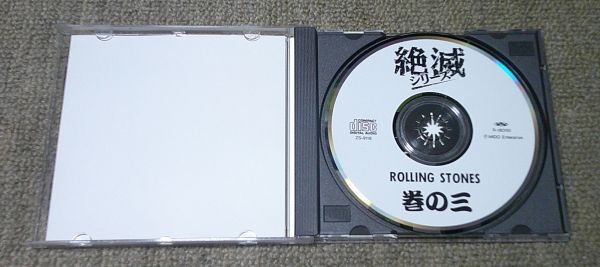 絶滅
シリーズ
COMPACT
disc
DIGITAL AUDIO
ROLLING STONES
巻の三